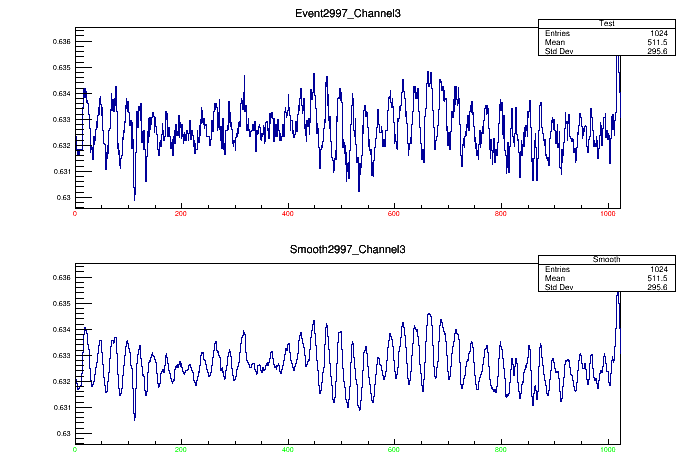 Event2997_Channel3
Test
Entries 1024
Mean 511.5
Std Dev 295.6
0.636
0.635
0.634
0.633
0.632
0.631
0.63
0 200 400 600 800 1000
Smooth2997_Channel3
Smooth
Entries 1024
Mean 511.5
Std Dev 295.6
0.636
0.635
0.634
0.633
0.632
0.631
0.63
0 200 400 600 800 1000